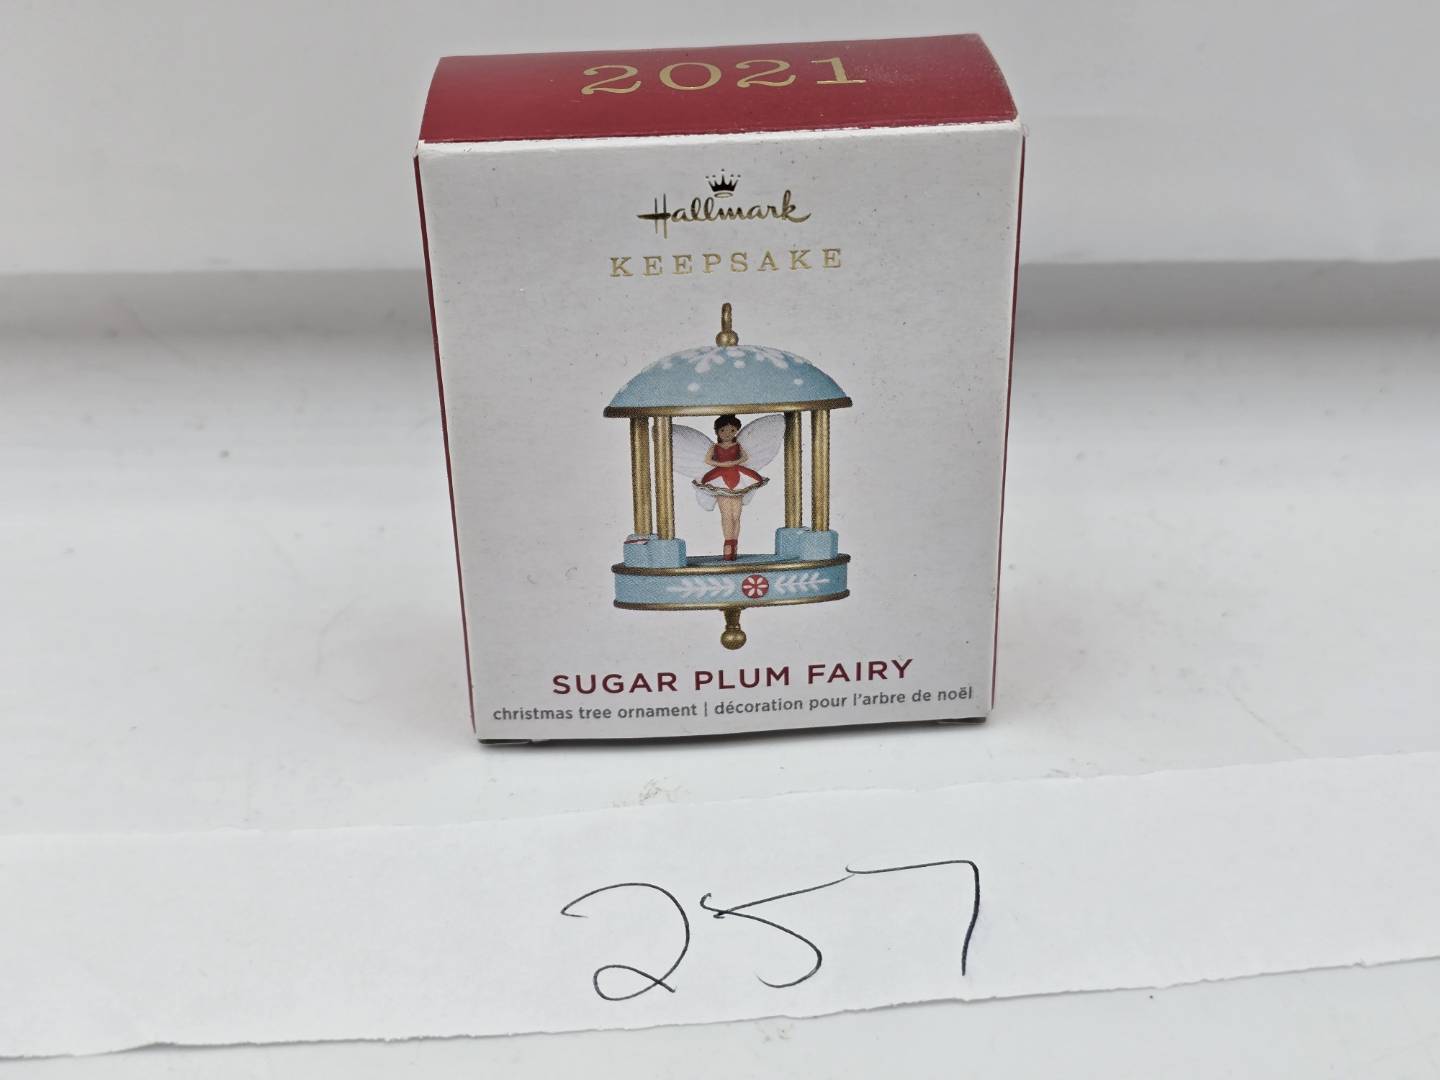 2021
Hallmark
KEEPSAKE
SUGAR PLUM FAIRY
christmas tree ornament | décoration pour l'arbre de noël
257